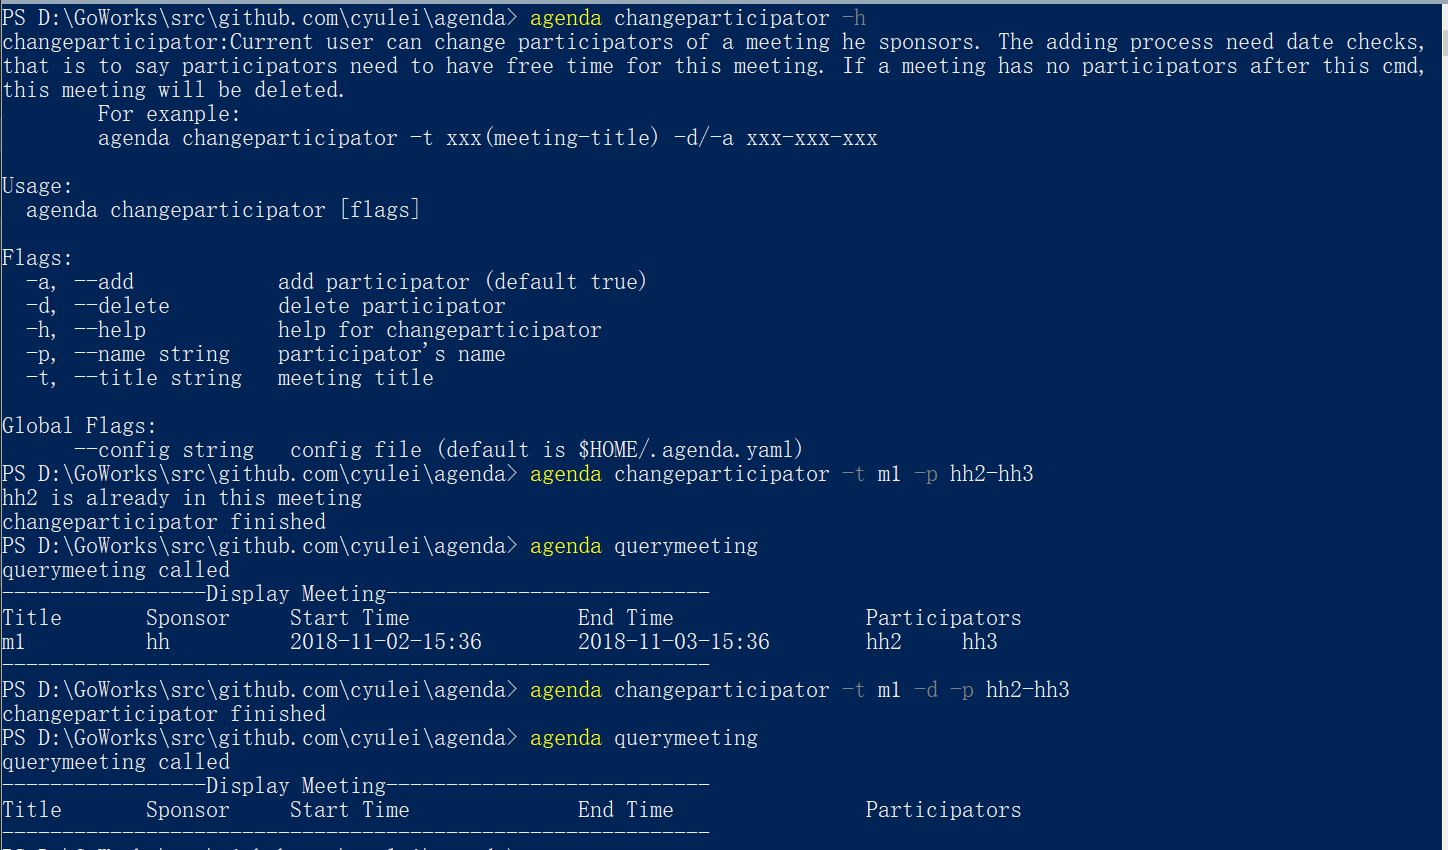 PS D:\GoWorks\src\github.com\cyulei\agenda> agenda changeparticipator -h
changeparticipator:Current user can change participators of a meeting he sponsors. The adding process need date checks,
that is to say participators need to have free time for this meeting. If a meeting has no participators after this cmd,
this meeting will be deleted.
        For exanple:
        agenda changeparticipator -t xxx(meeting-title) -d/-a xxx-xxx-xxx
Usage:
  agenda changeparticipator [flags]
Flags:
  -a, --add            add participator (default true)
  -d, --delete         delete participator
  -h, --help           help for changeparticipator
  -p, --name string    participator's name
  -t, --title string   meeting title
Global Flags:
      --config string   config file (default is $HOME/.agenda.yaml)
PS D:\GoWorks\src\github.com\cyulei\agenda> agenda changeparticipator -t m1 -p hh2-hh3
hh2 is already in this meeting
changeparticipator finished
PS D:\GoWorks\src\github.com\cyulei\agenda> agenda querymeeting
querymeeting called
-----------------Display Meeting---------------------------
Title       Sponsor     Start Time              End Time                Participators
m1          hh          2018-11-02-15:36        2018-11-03-15:36        hh2     hh3
-----------------------------------------------------------
PS D:\GoWorks\src\github.com\cyulei\agenda> agenda changeparticipator -t m1 -d -p hh2-hh3
changeparticipator finished
PS D:\GoWorks\src\github.com\cyulei\agenda> agenda querymeeting
querymeeting called
-----------------Display Meeting---------------------------
Title       Sponsor     Start Time              End Time                Participators
-----------------------------------------------------------